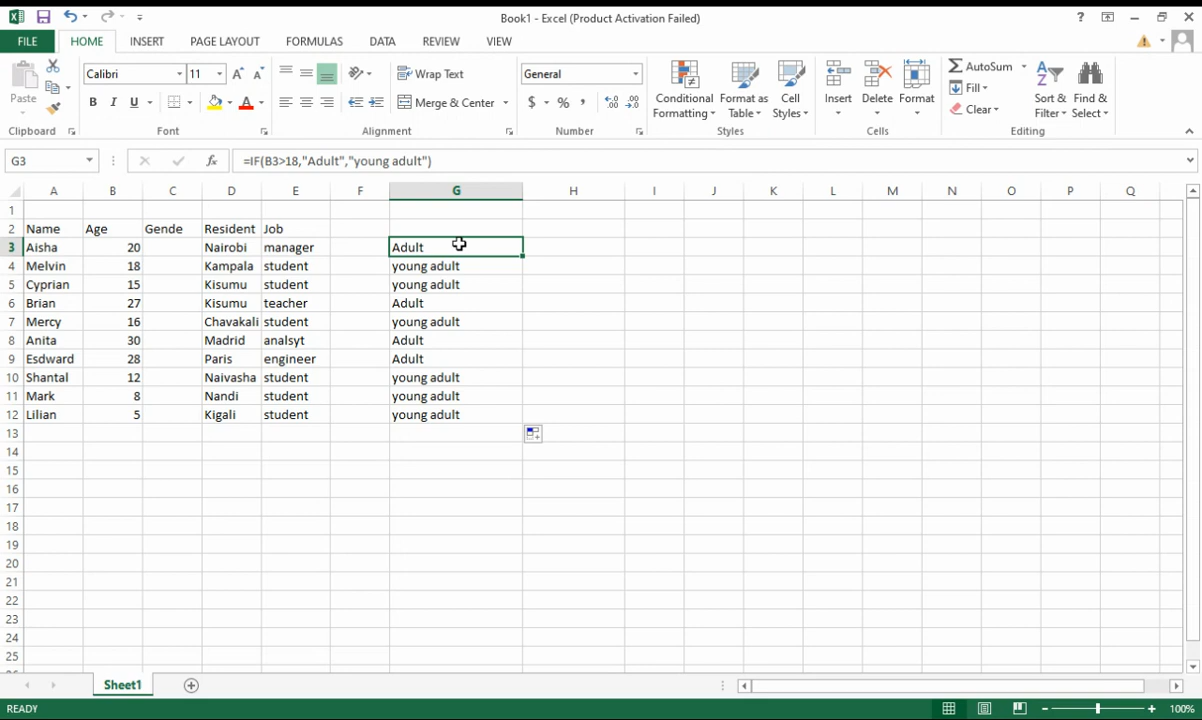 Book1 - Excel (Product Activation Failed)
FILE HOME INSERT PAGE LAYOUT FORMULAS DATA REVIEW VIEW
Calibri 11 Wrap Text General AutoSum
Fill
Paste B I U A Merge & Center $ % , Conditional Formatting Format as Table Cell Styles Insert Delete Format Clear Sort & Filter Find & Select
Clipboard Font Alignment Number Styles Cells Editing
G3 fx =IF(B3>18,"Adult","young adult")
A B C D E F G H I J K L M N O P Q
1
2 Name Age Gende Resident Job
3 Aisha 20 Nairobi manager Adult
4 Melvin 18 Kampala student young adult
5 Cyprian 15 Kisumu student young adult
6 Brian 27 Kisumu teacher Adult
7 Mercy 16 Chavakali student young adult
8 Anita 30 Madrid analsyt Adult
9 Esdward 28 Paris engineer Adult
10 Shantal 12 Naivasha student young adult
11 Mark 8 Nandi student young adult
12 Lilian 5 Kigali student young adult
13
14
15
16
17
18
19
20
21
22
23
24
25
Sheet1
READY 100%